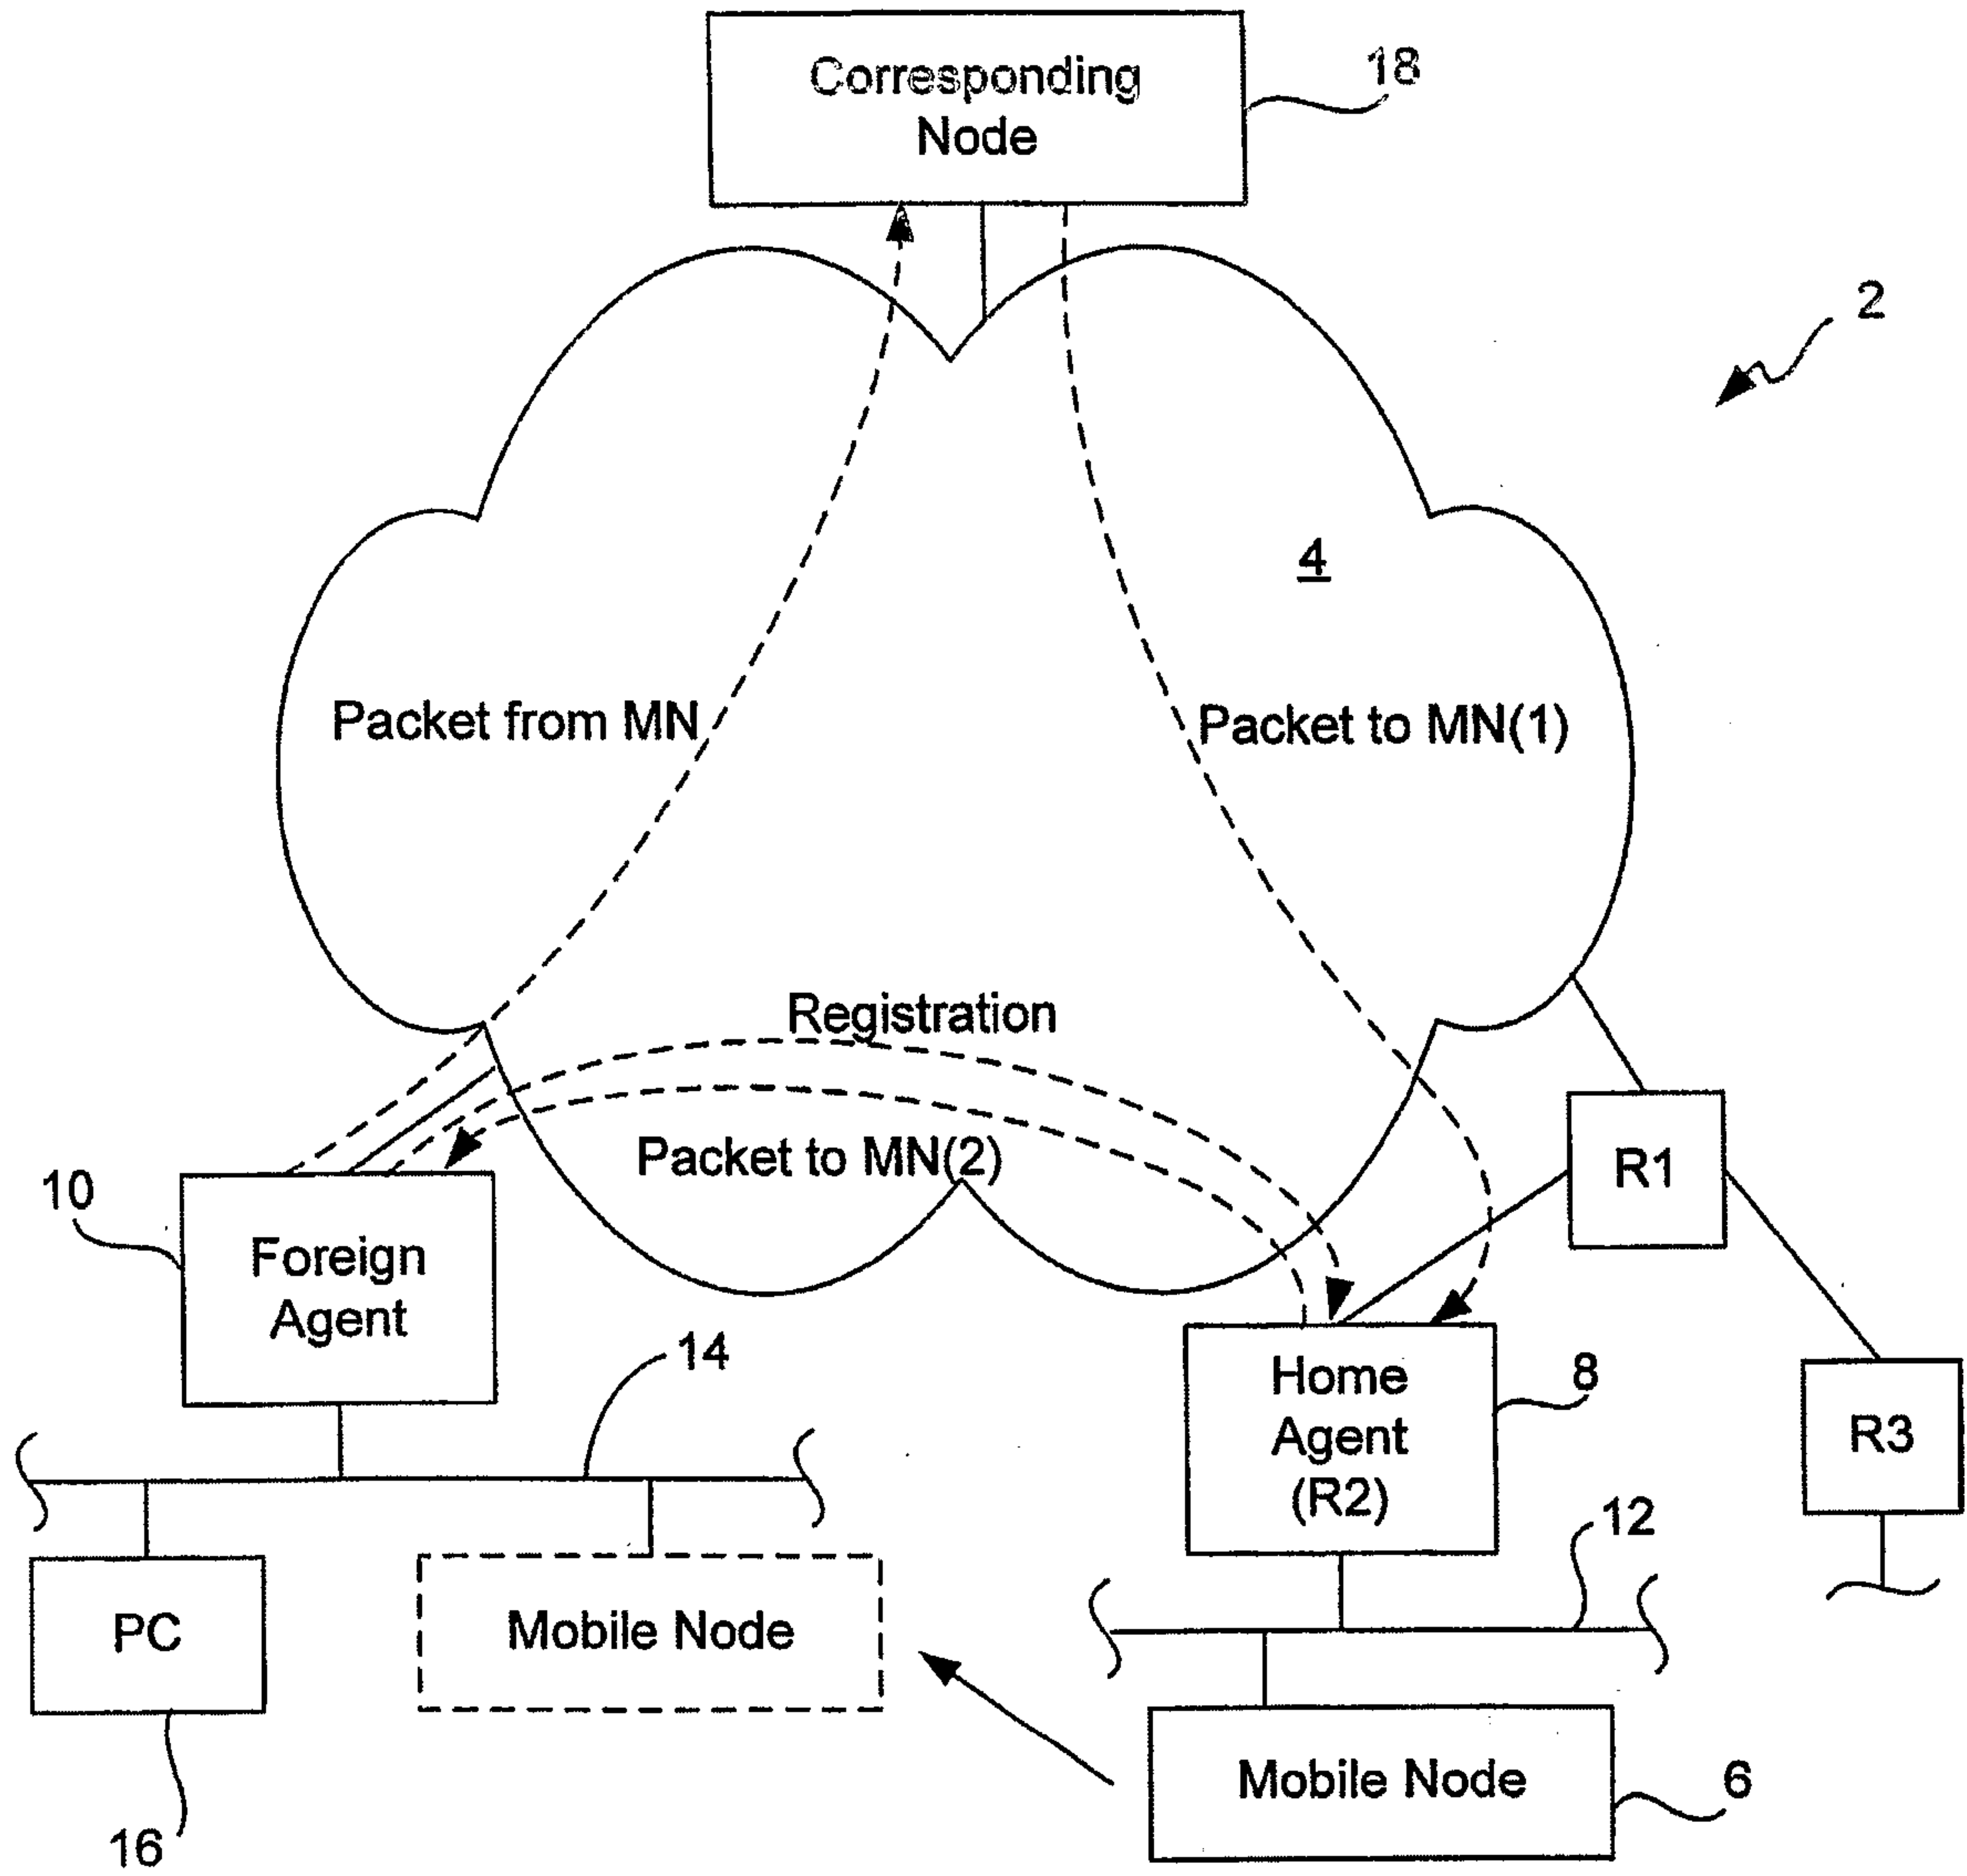 Corresponding
Node
18
2
4
Packet from MN
Packet to MN(1)
Registration
Packet to MN(2)
R1
10
Foreign
Agent
14
Home
Agent
(R2)
8
R3
12
PC
Mobile Node
Mobile Node
6
16